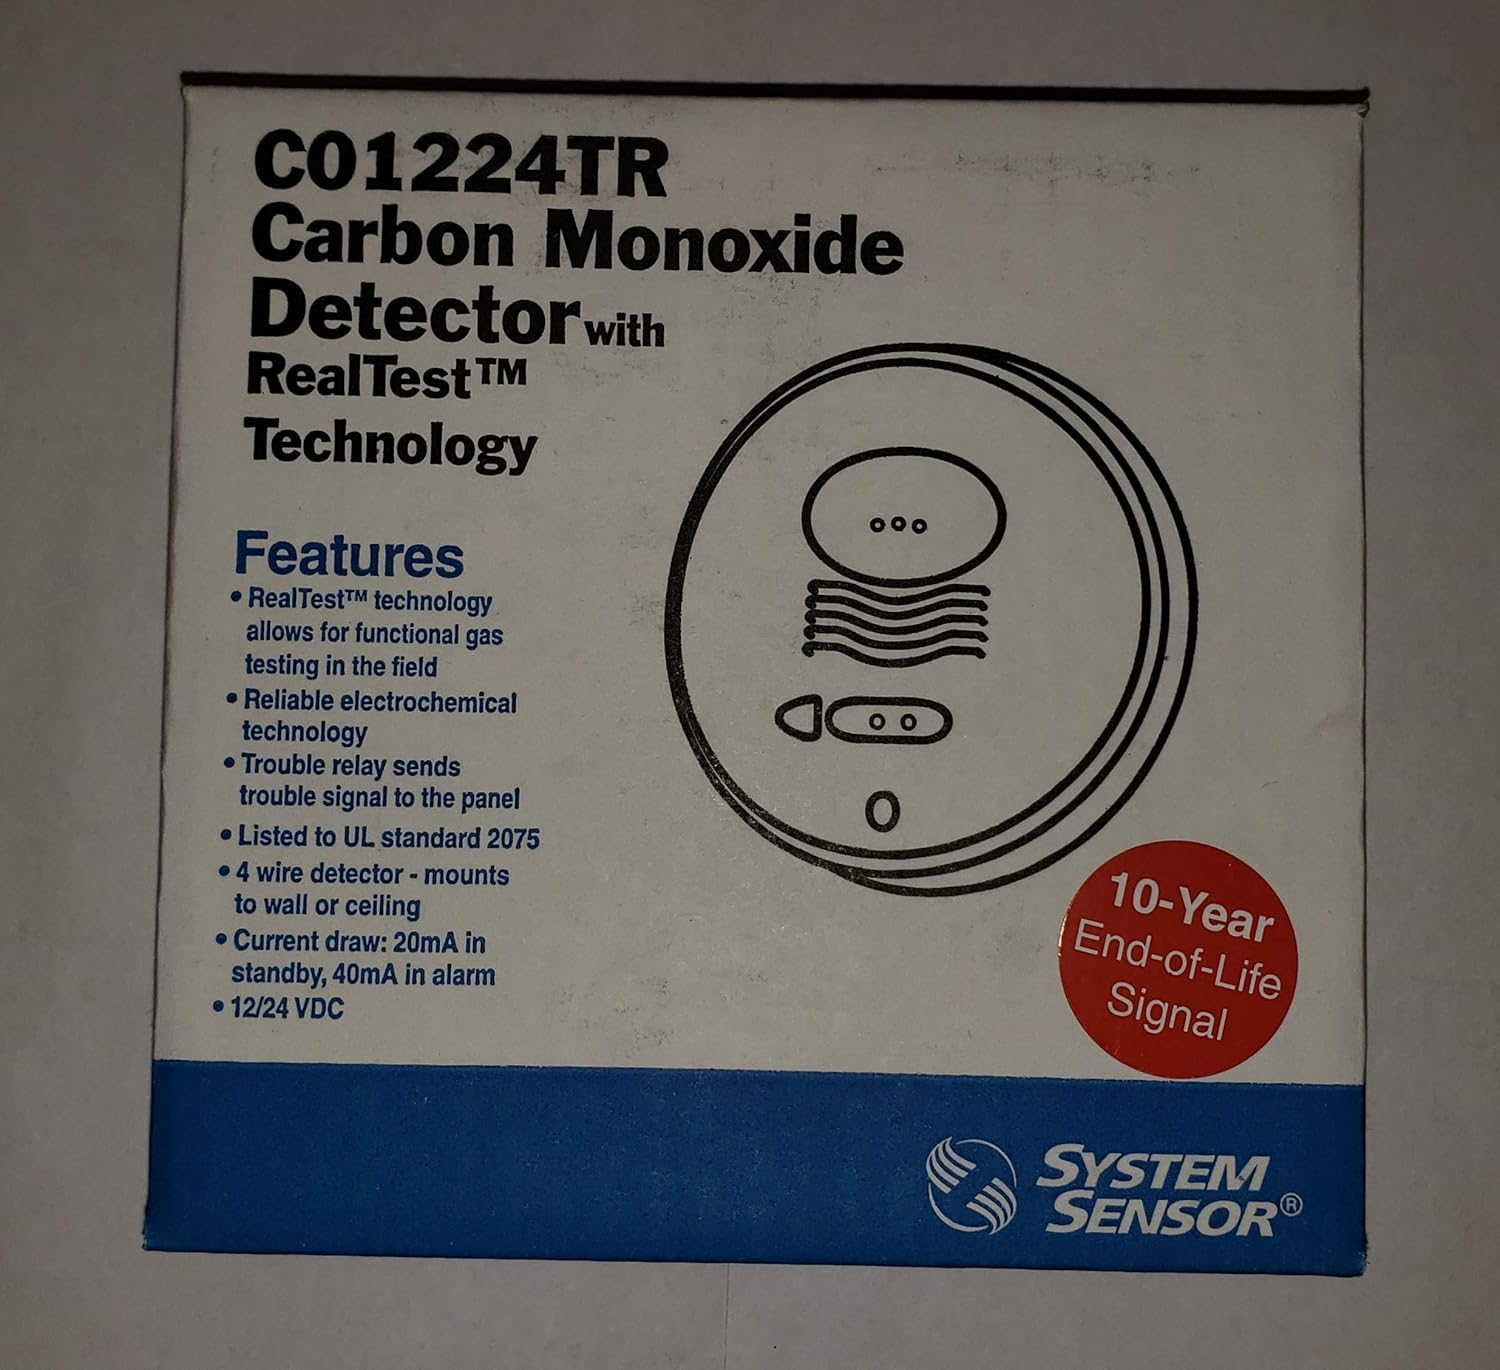 CO1224TR
Carbon Monoxide
Detector with
RealTest™
Technology
Features
• RealTest™ technology
allows for functional gas
testing in the field
• Reliable electrochemical
technology
• Trouble relay sends
trouble signal to the panel
• Listed to UL standard 2075
• 4 wire detector - mounts
to wall or ceiling
• Current draw: 20mA in
standby, 40mA in alarm
• 12/24 VDC
10-Year
End-of-Life
Signal
SYSTEM
SENSOR®